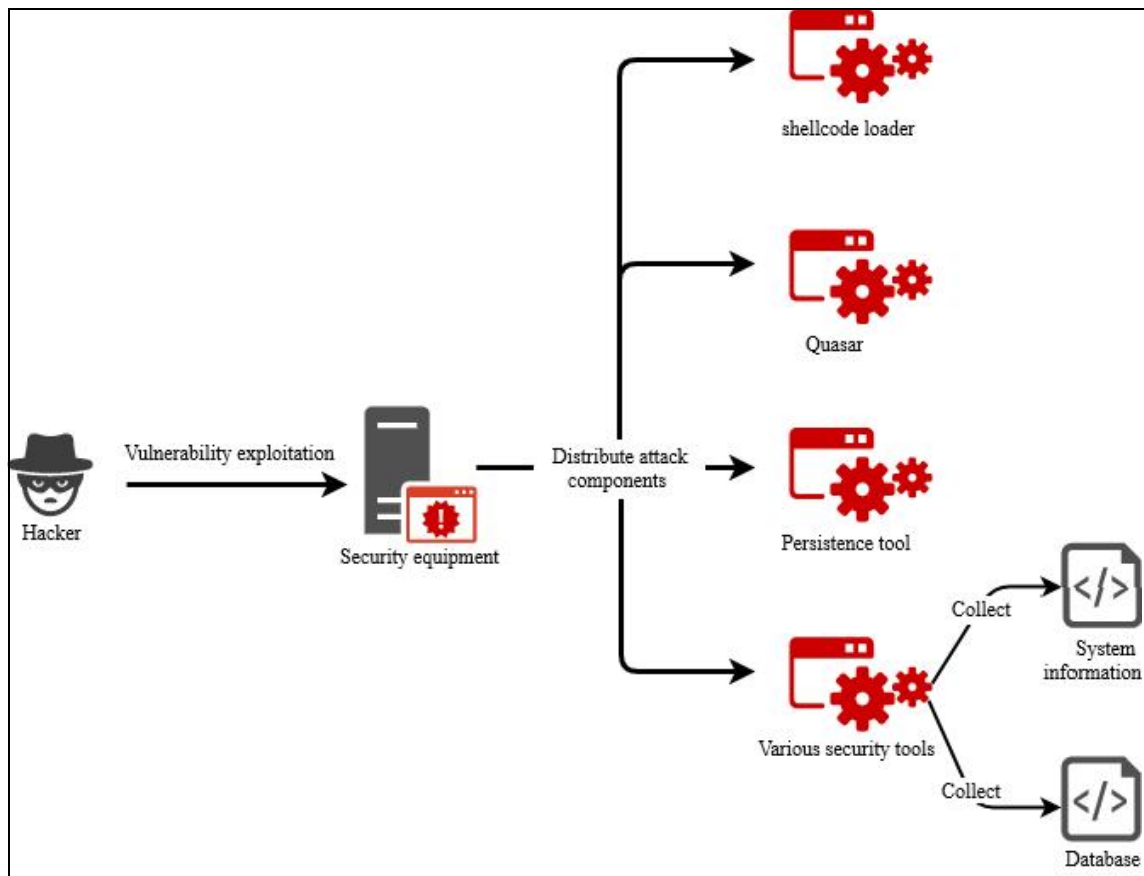 shellcode loader
Quasar
Vulnerability exploitation
Hacker
Security equipment
Distribute attack
components
Persistence tool
Collect
System
information
Various security tools
Collect
Database